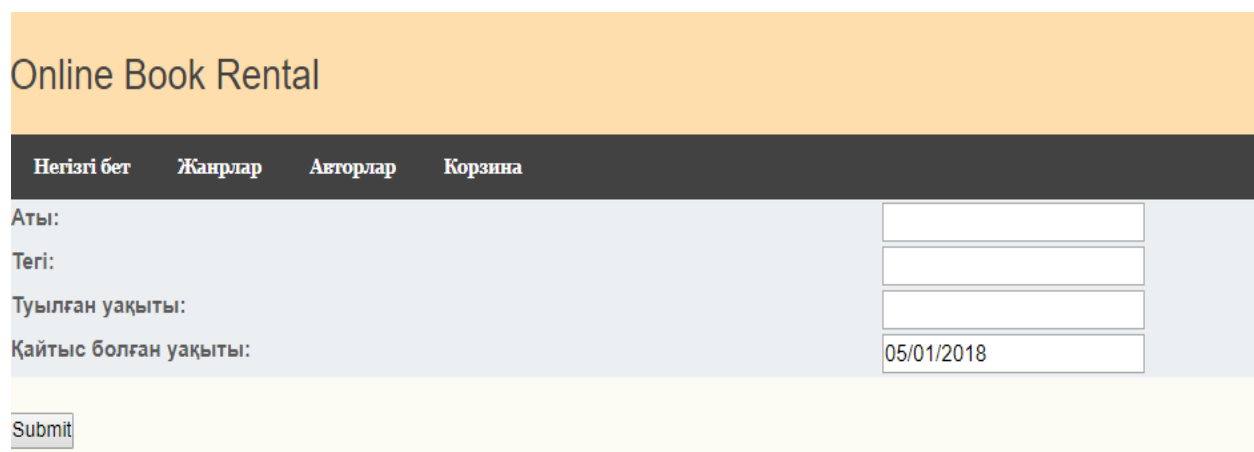 Online Book Rental
Негізгі бет Жанрлар Авторлар Корзина
Аты:
Тегі:
Туылған уақыты:
Қайтыс болған уақыты: 05/01/2018
Submit